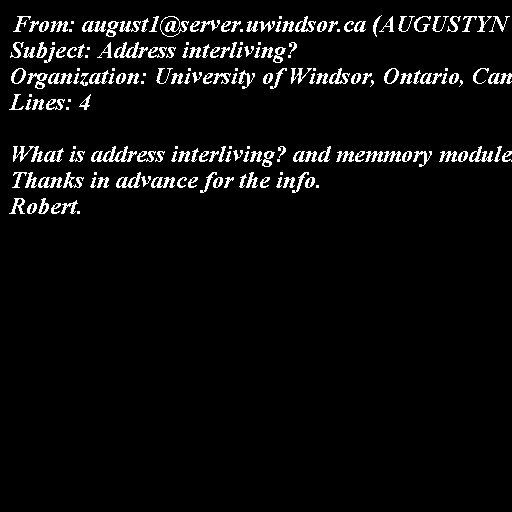 From: august1@server.uwindsor.ca (AUGUSTYN
Subject: Address interliving?
Organization: University of Windsor, Ontario, Can
Lines: 4
What is address interliving? and memmory module
Thanks in advance for the info.
Robert.